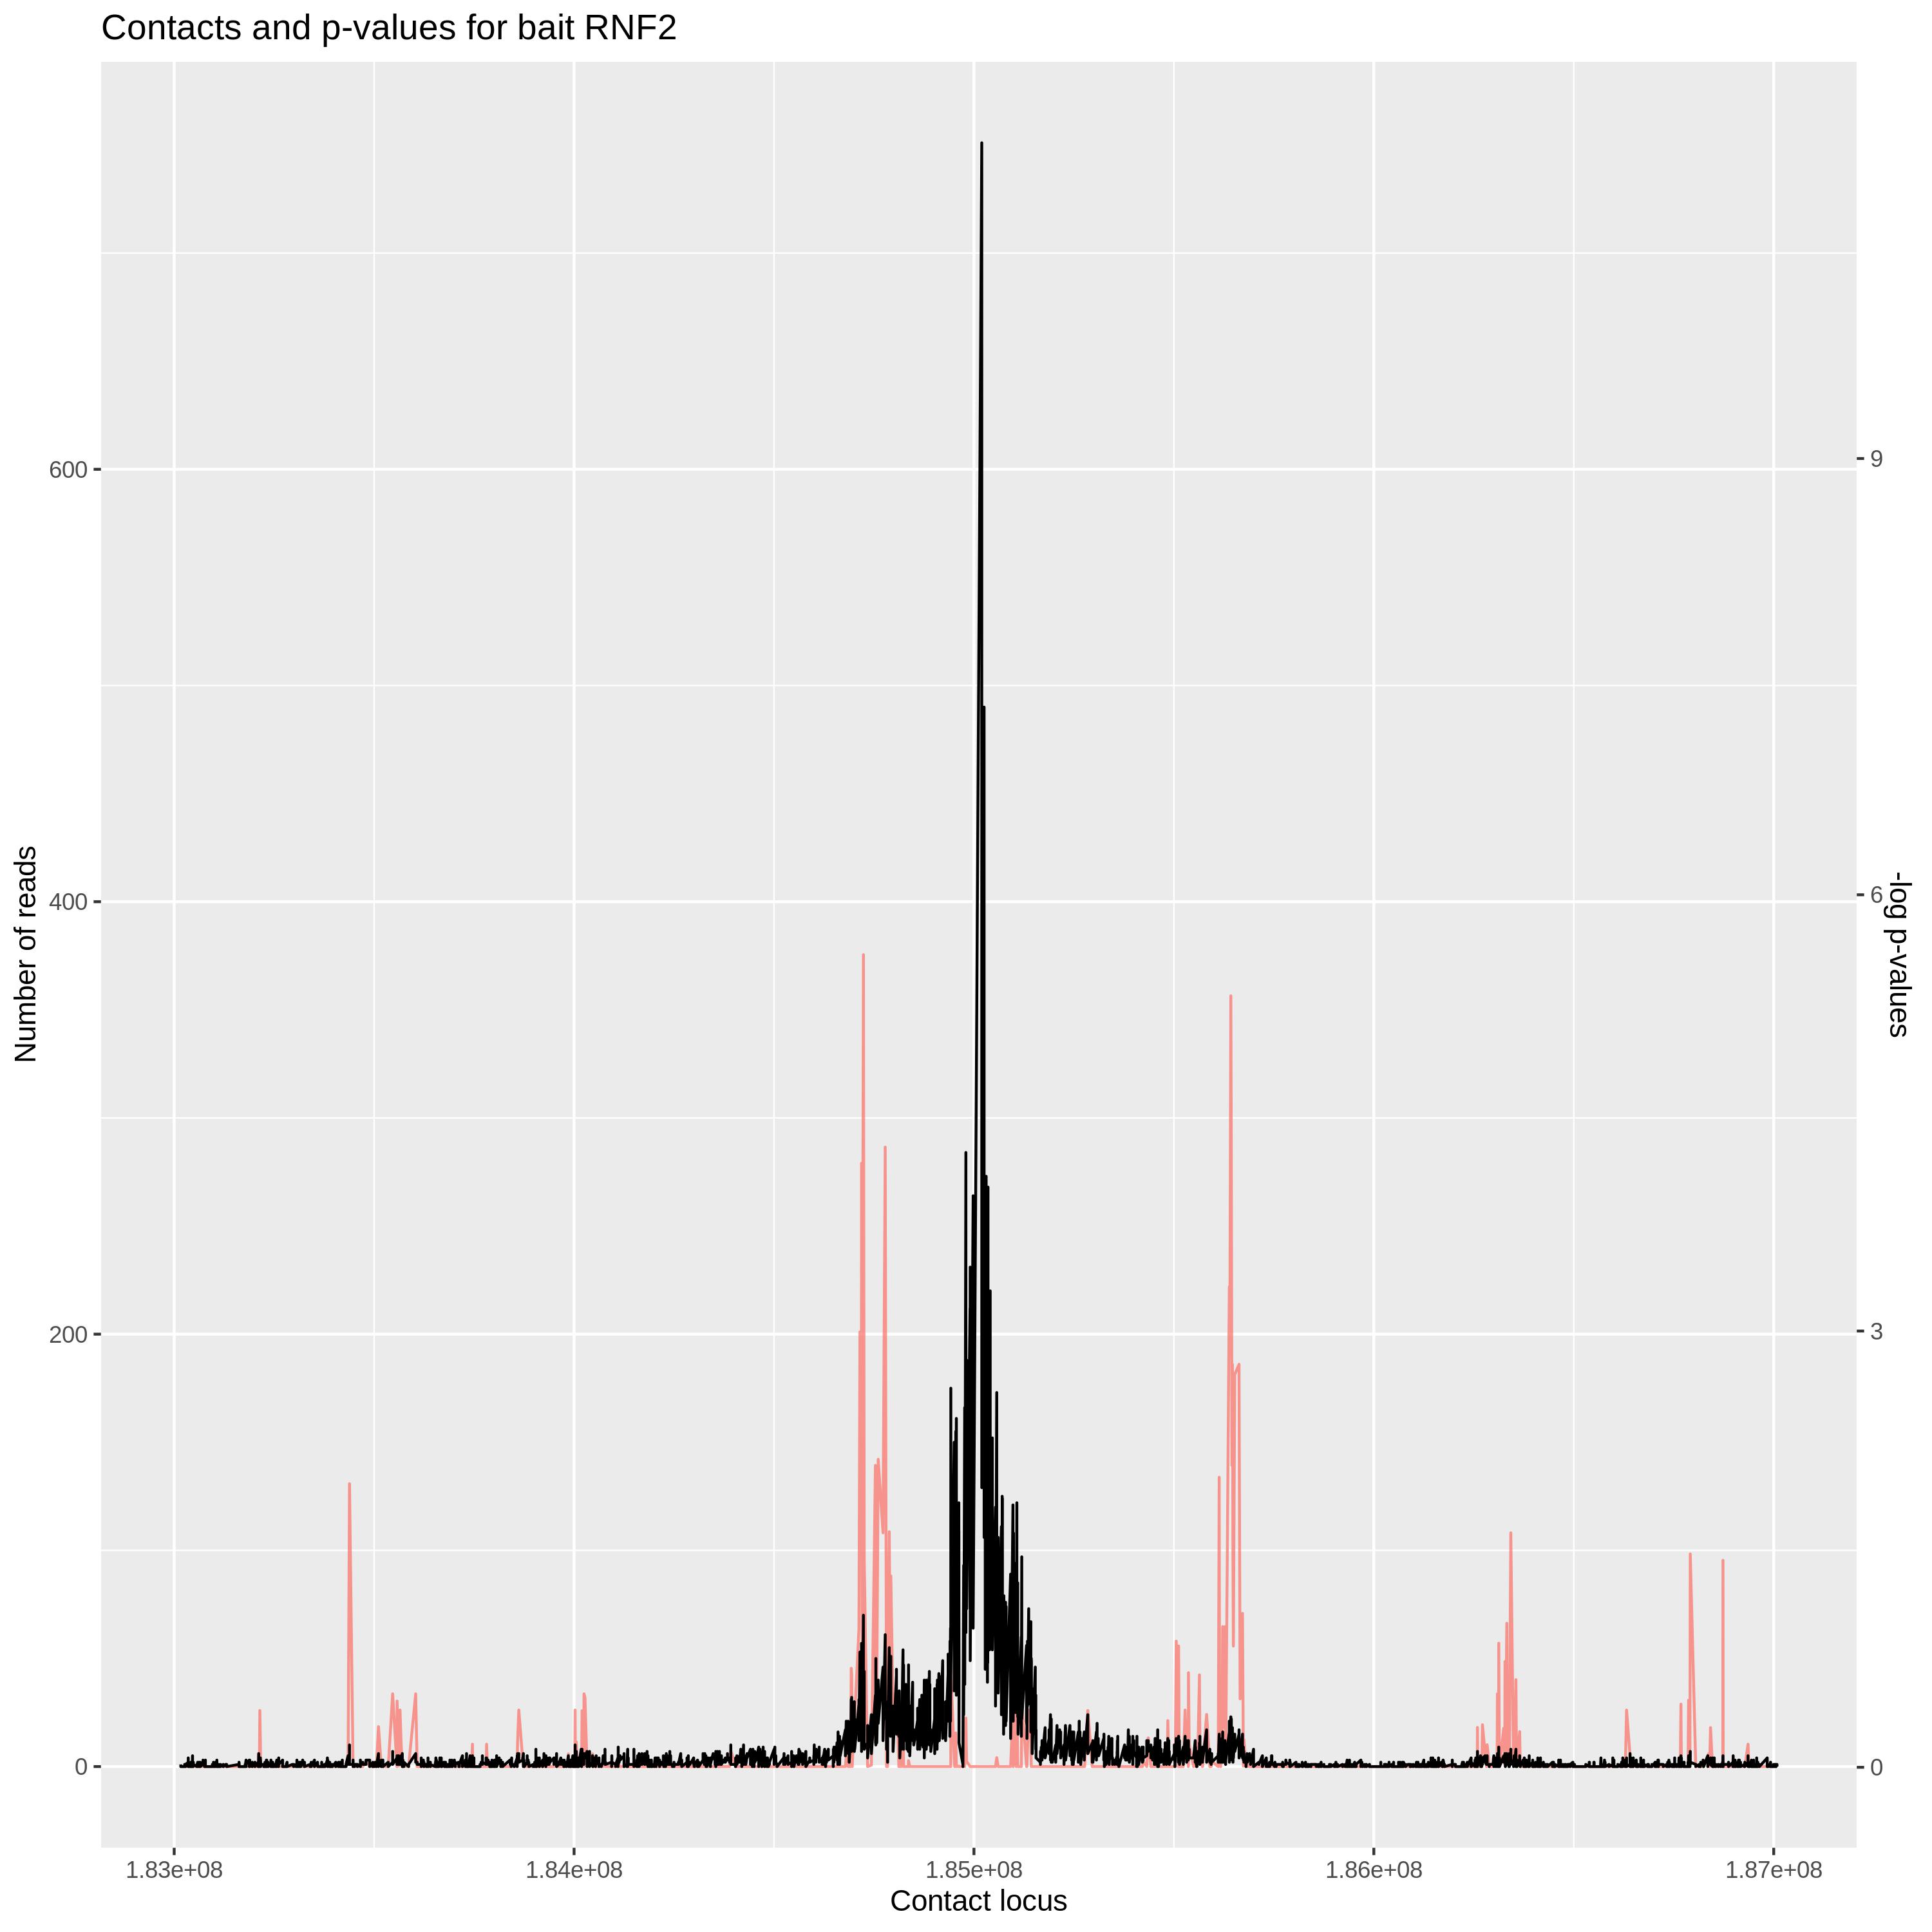 Contacts and p-values for bait RNF2
Number of reads
600
400
200
0
9
6
3
0
-log p-values
1.83e+08 1.84e+08 1.85e+08 1.86e+08 1.87e+08
Contact locus